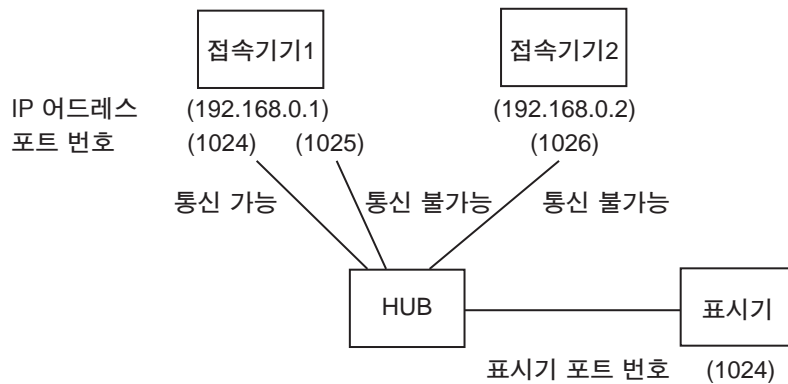 접속기기1 접속기기2
IP 어드레스 (192.168.0.1) (192.168.0.2)
포트 번호 (1024) (1025) (1026)
통신 가능 통신 불가능 통신 불가능
HUB 표시기
표시기 포트 번호 (1024)